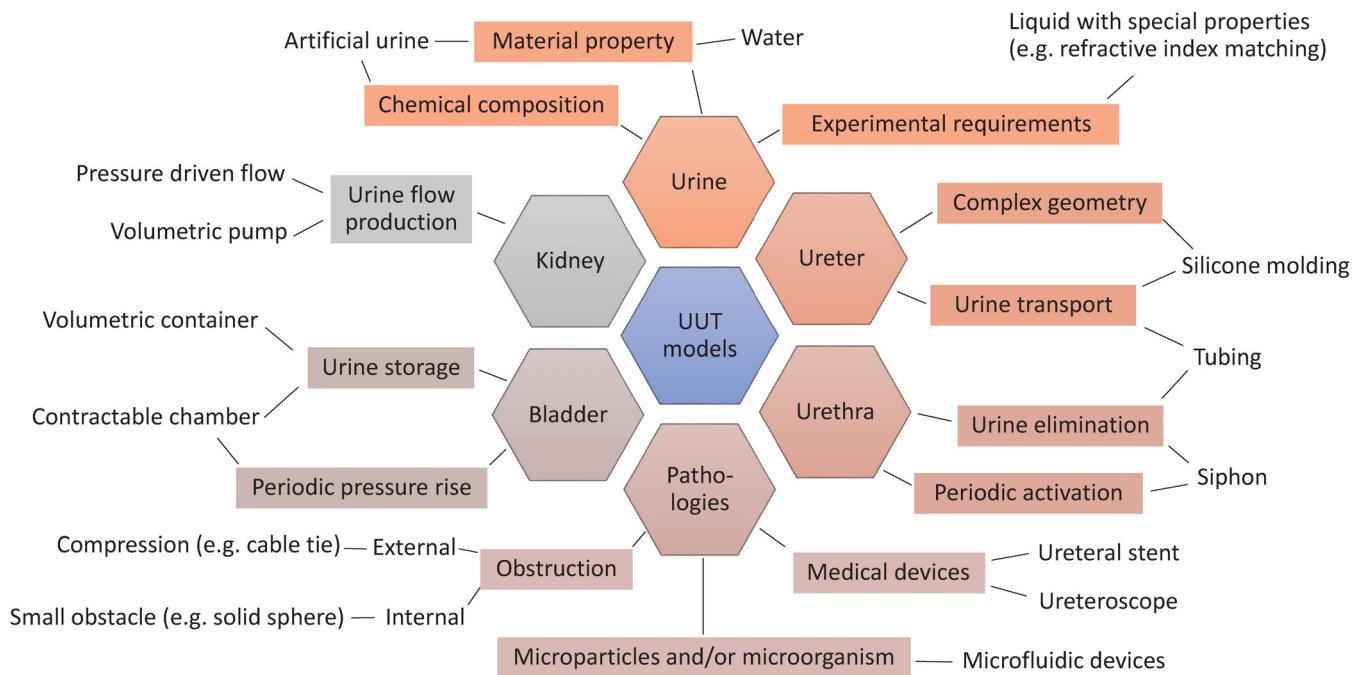 Liquid with special properties
(e.g. refractive index matching)
Artificial urine
Material property
Water
Chemical composition
Experimental requirements
Urine
Pressure driven flow
Urine flow
production
Volumetric pump
Kidney
Complex geometry
Ureter
Silicone molding
Urine transport
UUT
models
Volumetric container
Urine storage
Contractable chamber
Bladder
Periodic pressure rise
Tubing
Urethra
Urine elimination
Siphon
Periodic activation
Patho-
logies
Compression (e.g. cable tie)
External
Obstruction
Small obstacle (e.g. solid sphere)
Internal
Medical devices
Ureteral stent
Ureteroscope
Microparticles and/or microorganism
Microfluidic devices